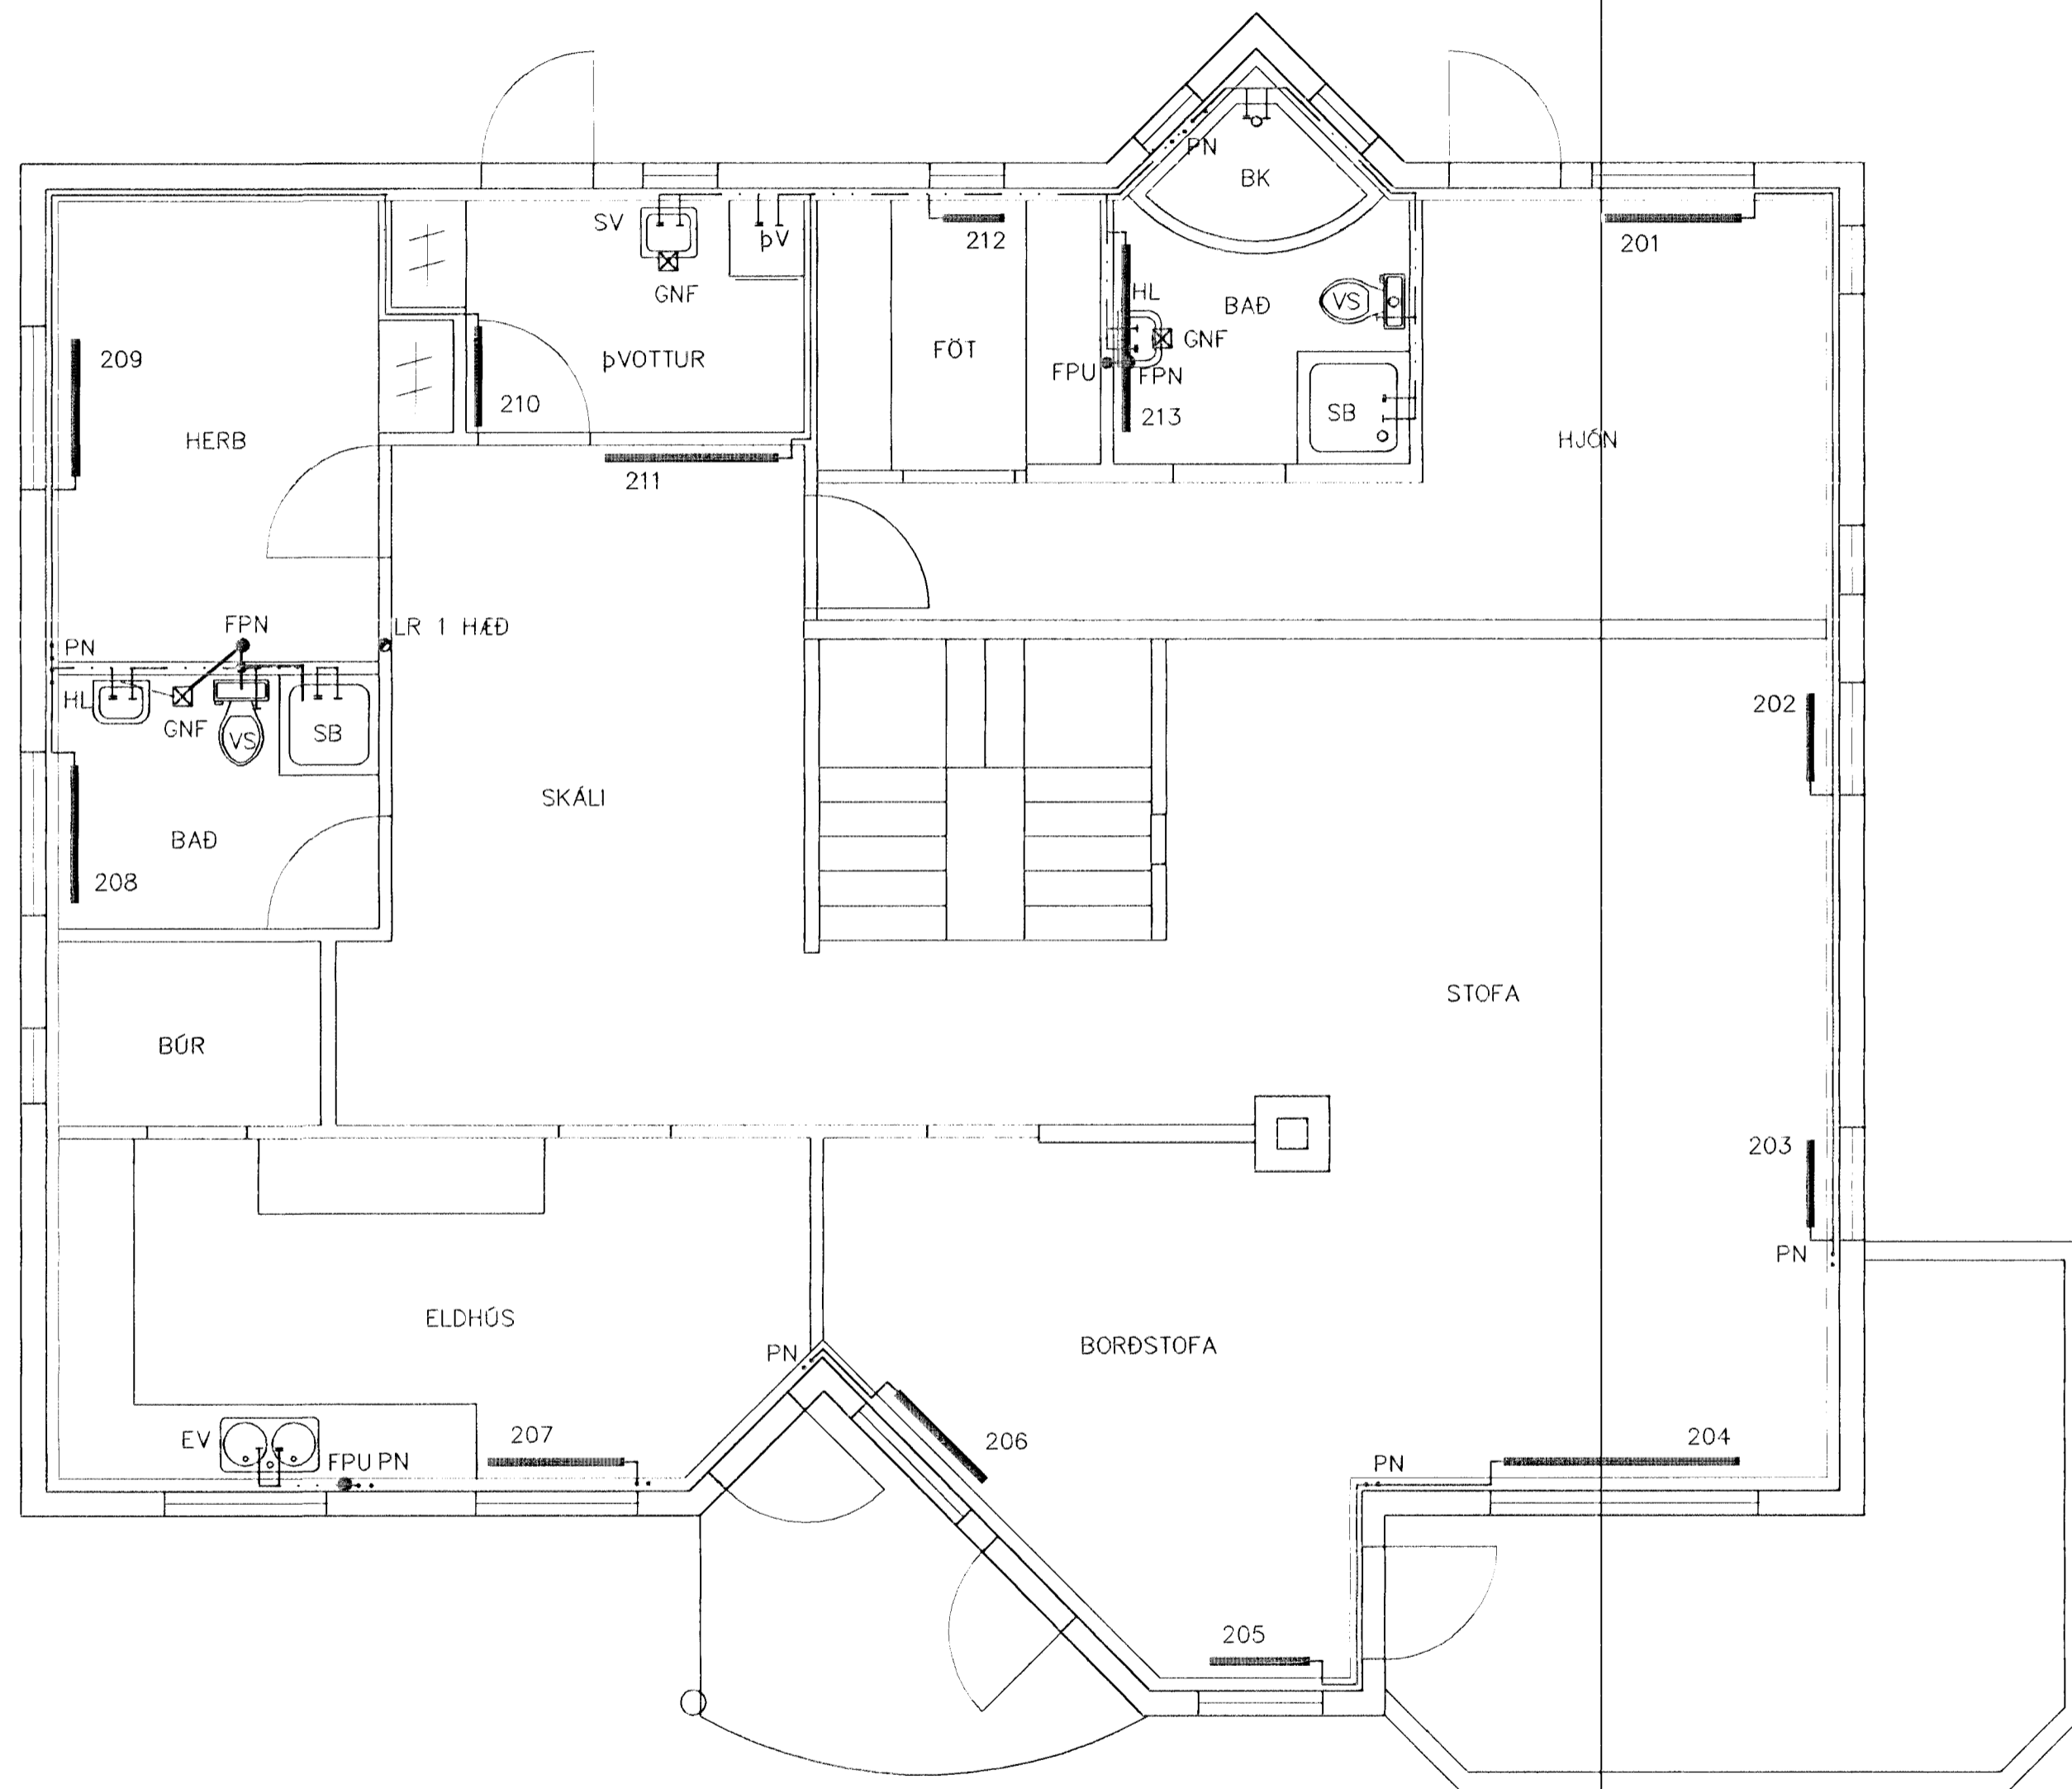 PN
BK
SV
ÞV
212
201
GNF
HL
BAÐ
VS
209
ÞVOTTUR
FÖT
GNF
FPU
FPN
210
213
SB
HERB
HJÓN
211
FPN
LR 1 HÆÐ
PN
HL
GNF
VS
SB
202
SKÁLI
BAÐ
208
STOFA
BÚR
203
PN
ELDHÚS
PN
BORÐSTOFA
EV
207
206
204
FPU PN
PN
205